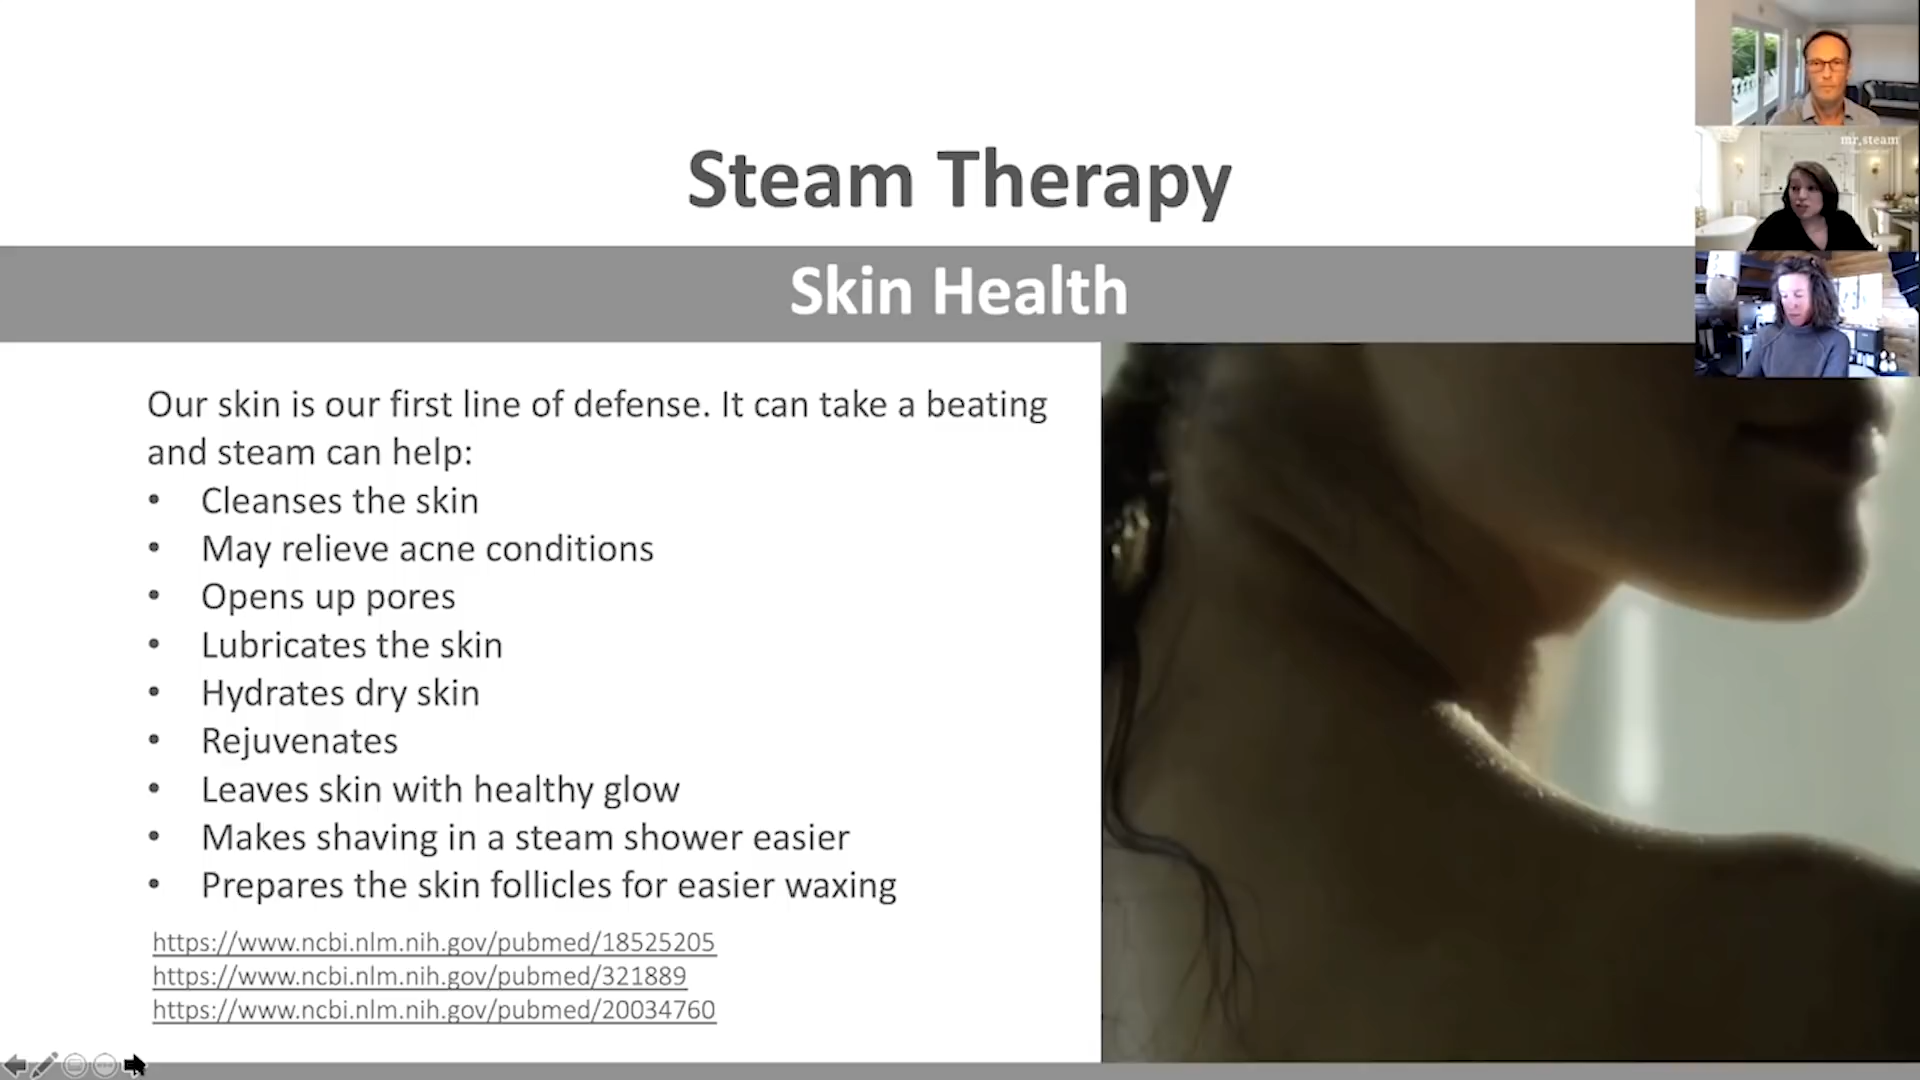 mr.steam
Steam Therapy
Skin Health
Our skin is our first line of defense. It can take a beating
and steam can help:
• Cleanses the skin
• May relieve acne conditions
• Opens up pores
• Lubricates the skin
• Hydrates dry skin
• Rejuvenates
• Leaves skin with healthy glow
• Makes shaving in a steam shower easier
• Prepares the skin follicles for easier waxing
https://www.ncbi.nlm.nih.gov/pubmed/18525205
https://www.ncbi.nlm.nih.gov/pubmed/321889
https://www.ncbi.nlm.nih.gov/pubmed/20034760